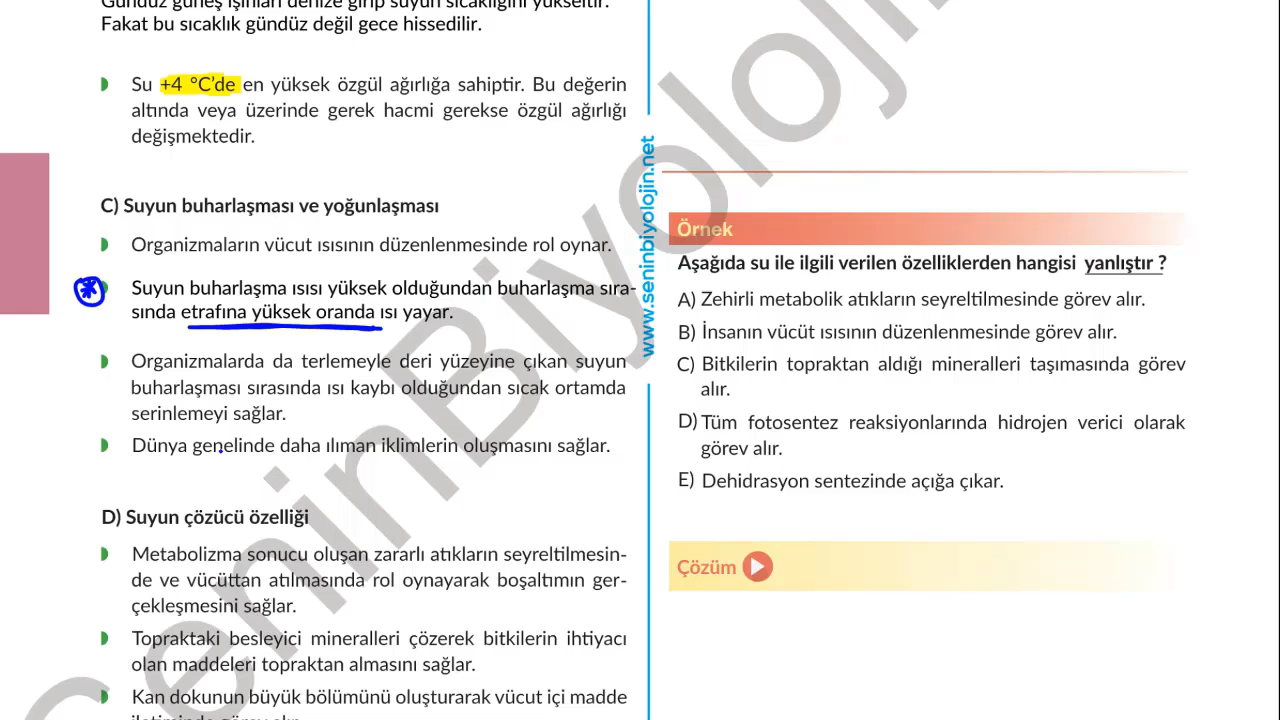 Gündüz güneş ışınları denize girip suyun sıcaklığını yükseltir.
Fakat bu sıcaklık gündüz değil gece hissedilir.
Su +4 °C’de en yüksek özgül ağırlığa sahiptir. Bu değerin
altında veya üzerinde gerek hacmi gerekse özgül ağırlığı
değişmektedir.
C) Suyun buharlaşması ve yoğunlaşması
Organizmaların vücut ısısının düzenlenmesinde rol oynar.
Suyun buharlaşma ısısı yüksek olduğundan buharlaşma sıra-
sında etrafına yüksek oranda ısı yayar.
Organizmalarda da terlemeyle deri yüzeyine çıkan suyun
buharlaşması sırasında ısı kaybı olduğundan sıcak ortamda
serinlemeyi sağlar.
Dünya genelinde daha ılıman iklimlerin oluşmasını sağlar.
D) Suyun çözücü özelliği
Metabolizma sonucu oluşan zararlı atıkların seyreltilmesin-
de ve vücüttan atılmasında rol oynayarak boşaltımın ger-
çekleşmesini sağlar.
Topraktaki besleyici mineralleri çözerek bitkilerin ihtiyacı
olan maddeleri topraktan almasını sağlar.
Kan dokunun büyük bölümünü oluşturarak vücut içi madde
iletiminde görev alır.
www.seninbiyolojin.net
Örnek
Aşağıda su ile ilgili verilen özelliklerden hangisi yanlıştır ?
A) Zehirli metabolik atıkların seyreltilmesinde görev alır.
B) İnsanın vücüt ısısının düzenlenmesinde görev alır.
C) Bitkilerin topraktan aldığı mineralleri taşımasında görev
alır.
D) Tüm fotosentez reaksiyonlarında hidrojen verici olarak
görev alır.
E) Dehidrasyon sentezinde açığa çıkar.
Çözüm
SeninBiyoloji